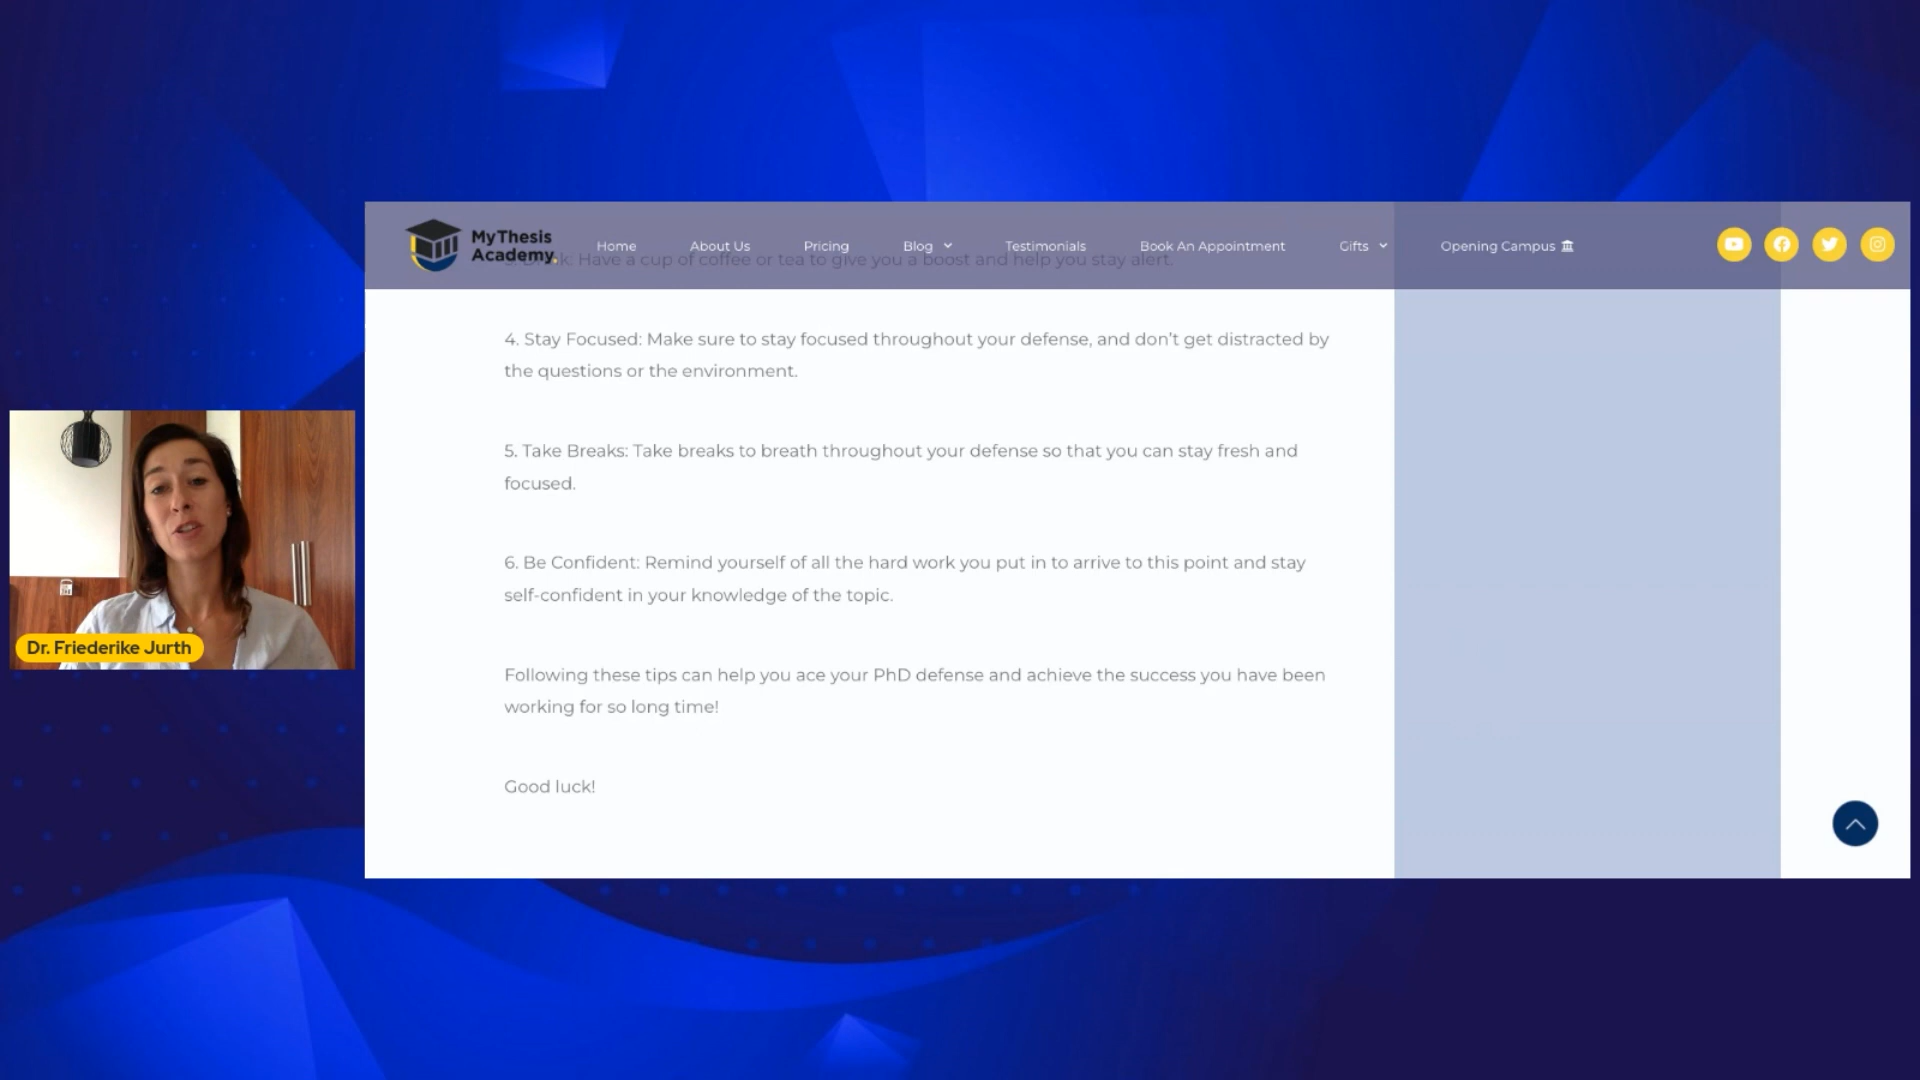 MyThesis
Academy.
Home
About Us
Pricing
Blog
Testimonials
Book An Appointment
Gifts
Opening Campus
Have a cup of coffee or tea to give you a boost and help you stay alert.
4. Stay Focused: Make sure to stay focused throughout your defense, and don't get distracted by
the questions or the environment.
5. Take Breaks: Take breaks to breath throughout your defense so that you can stay fresh and
focused.
6. Be Confident: Remind yourself of all the hard work you put in to arrive to this point and stay
self-confident in your knowledge of the topic.
Following these tips can help you ace your PhD defense and achieve the success you have been
working for so long time!
Good luck!
Dr. Friederike Jurth